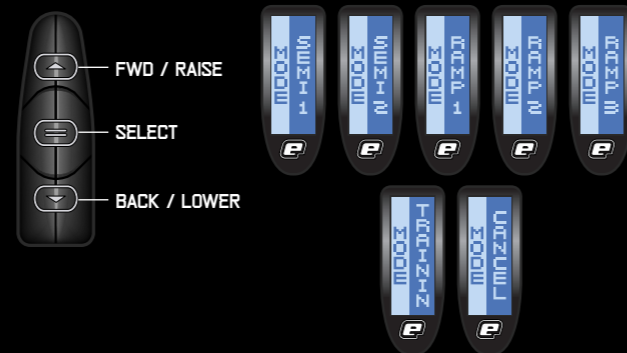 FWD / RAISE
SELECT
BACK / LOWER
MODE SEMI 1
MODE SEMI 2
MODE RAMP 1
MODE RAMP 2
MODE RAMP 3
e e e e e
MODE TRAININ
MODE CANCEL
e e